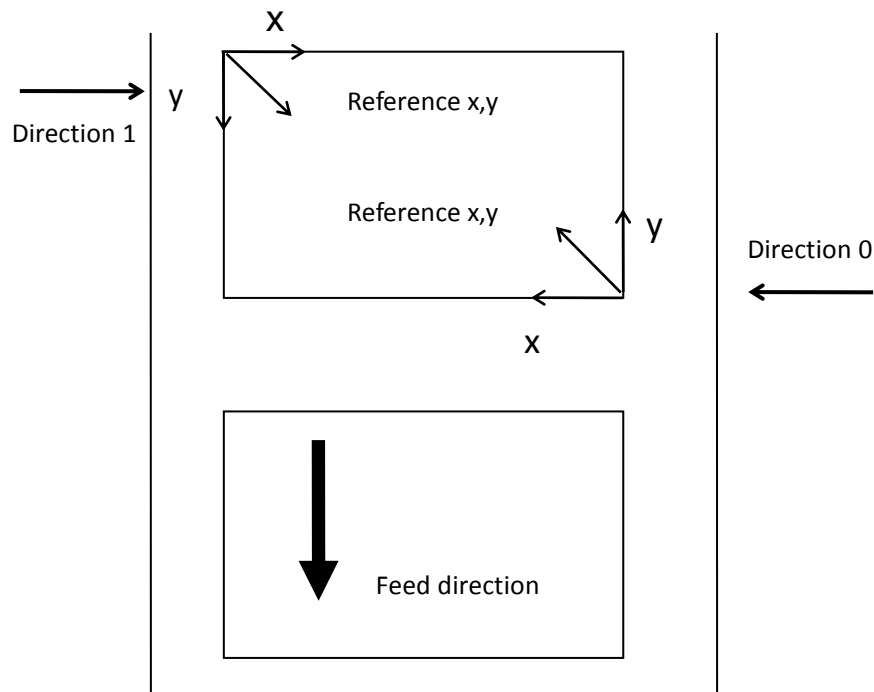 x
y
Direction 1
Reference x,y
Reference x,y
y
Direction 0
x
Feed direction